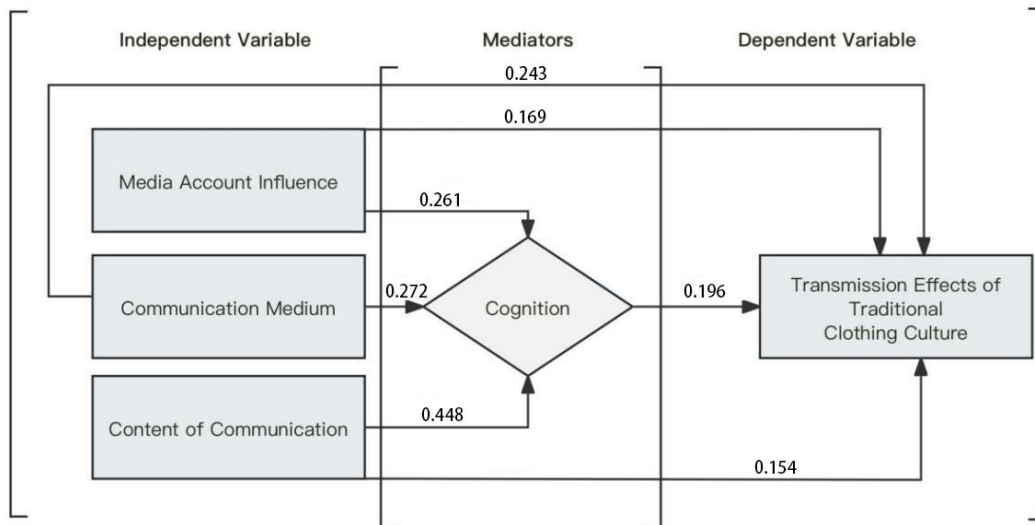 Independent Variable
Mediators
Dependent Variable
0.243
0.169
Media Account Influence
0.261
Communication Medium
0.272
Cognition
0.196
Transmission Effects of
Traditional
Clothing Culture
Content of Communication
0.448
0.154